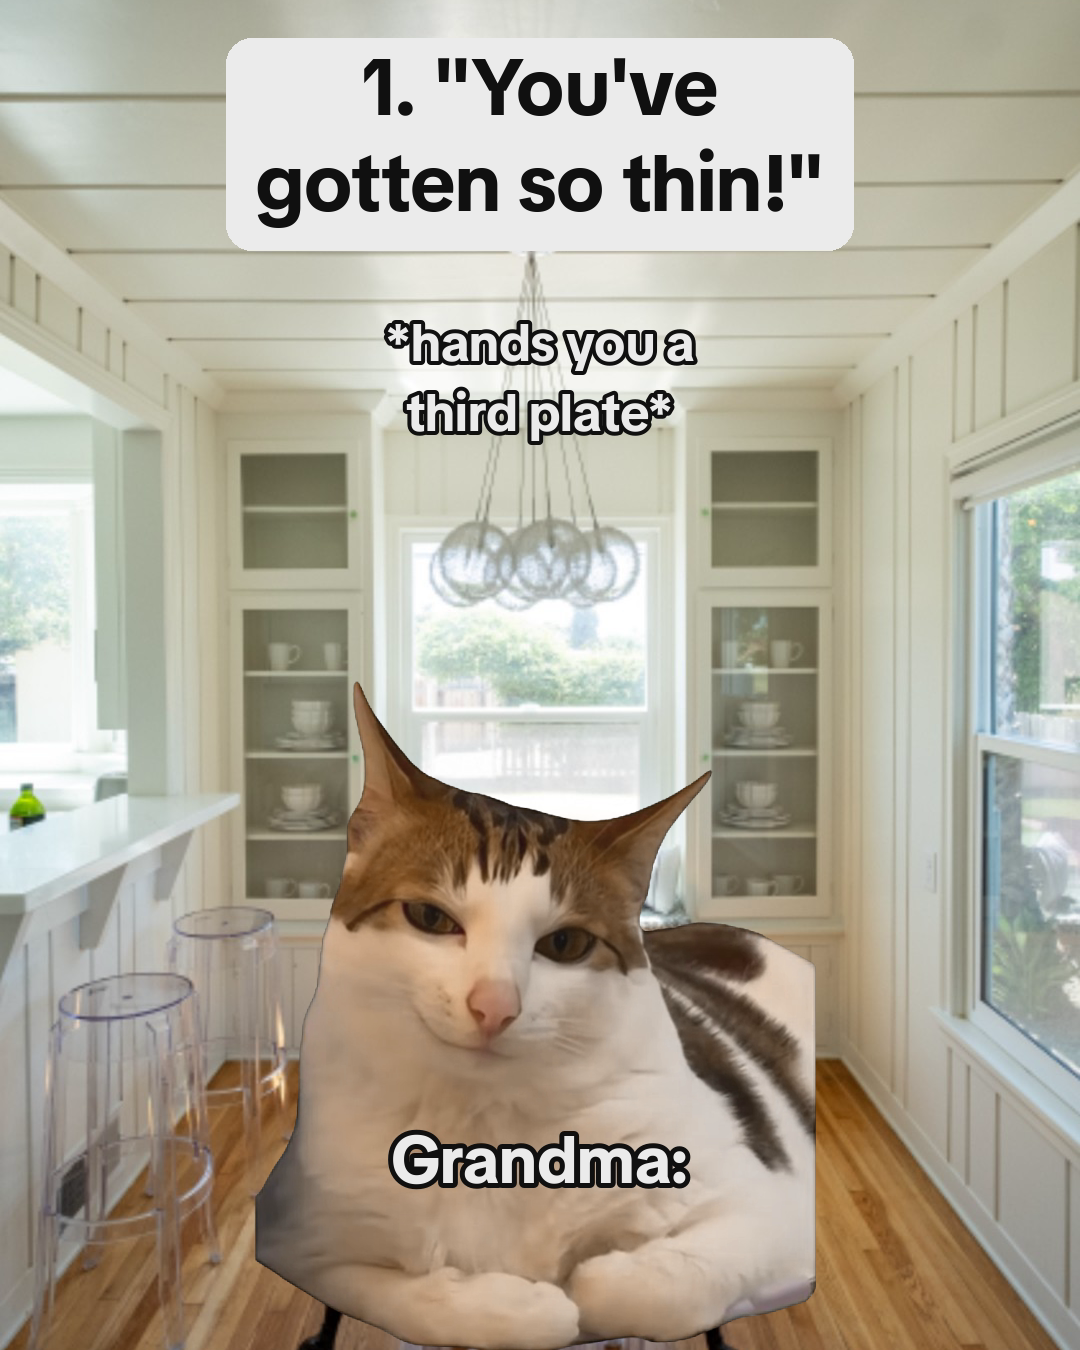 1. "You've
gotten so thin!"
*hands you a
third plate*
Grandma: